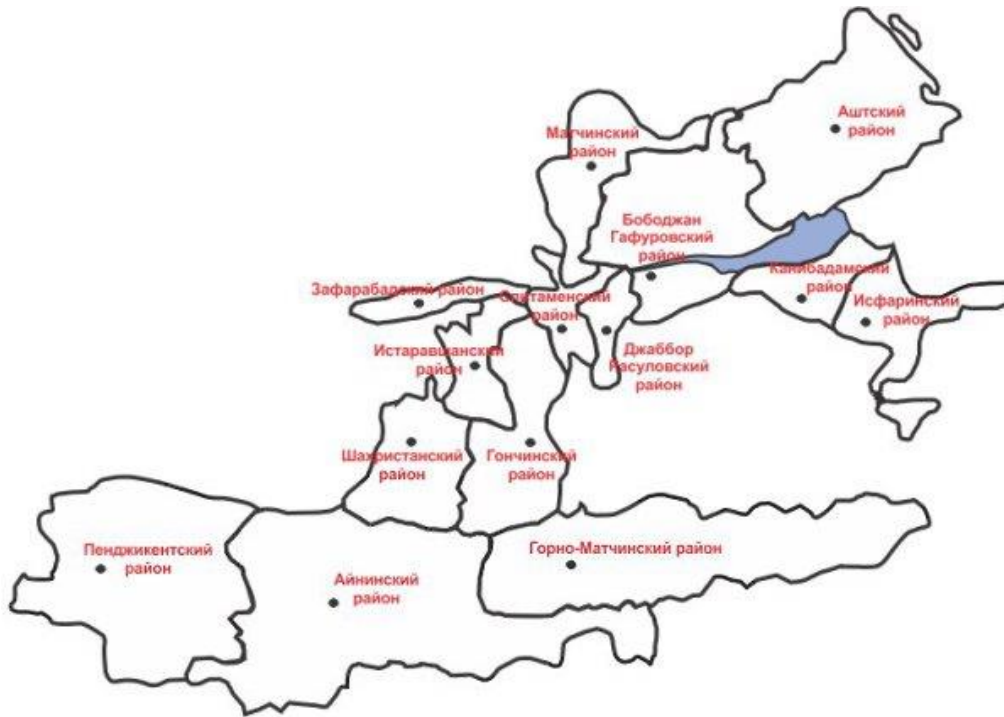 Аштский
район
Матчинский
район
Бободжан
Гафуровский
район
Канибадамский
район
Зафарабадский район
Спитаменский
район
Исфаринский
район
Истаравшанский
район
Джаббор
Расуловский
район
Шахристанский
район
Гончинский
район
Пенджикентский
район
Горно-Матчинский район
Айнинский
район